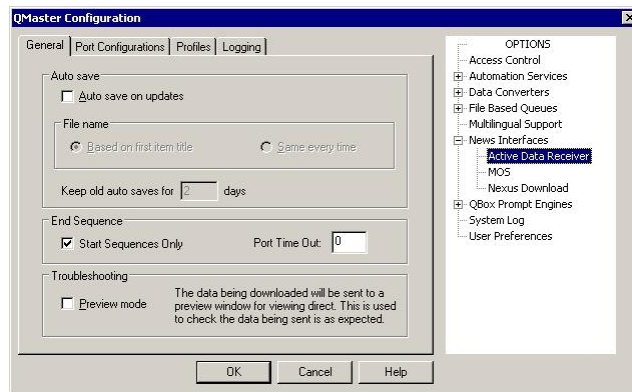 QMaster Configuration
General
Port Configurations
Profiles
Logging
Auto save
Auto save on updates
File name
Based on first item title
Same every time
Keep old auto saves for 2 days
End Sequence
Start Sequences Only
Port Time Out: 0
Troubleshooting
Preview mode
The data being downloaded will be sent to a
preview window for viewing direct. This is used
to check the data being sent is as expected.
OK
Cancel
Help
OPTIONS
Access Control
Automation Services
Data Converters
File Based Queues
Multilingual Support
News Interfaces
Active Data Receiver
MOS
Nexus Download
QBox Prompt Engines
System Log
User Preferences